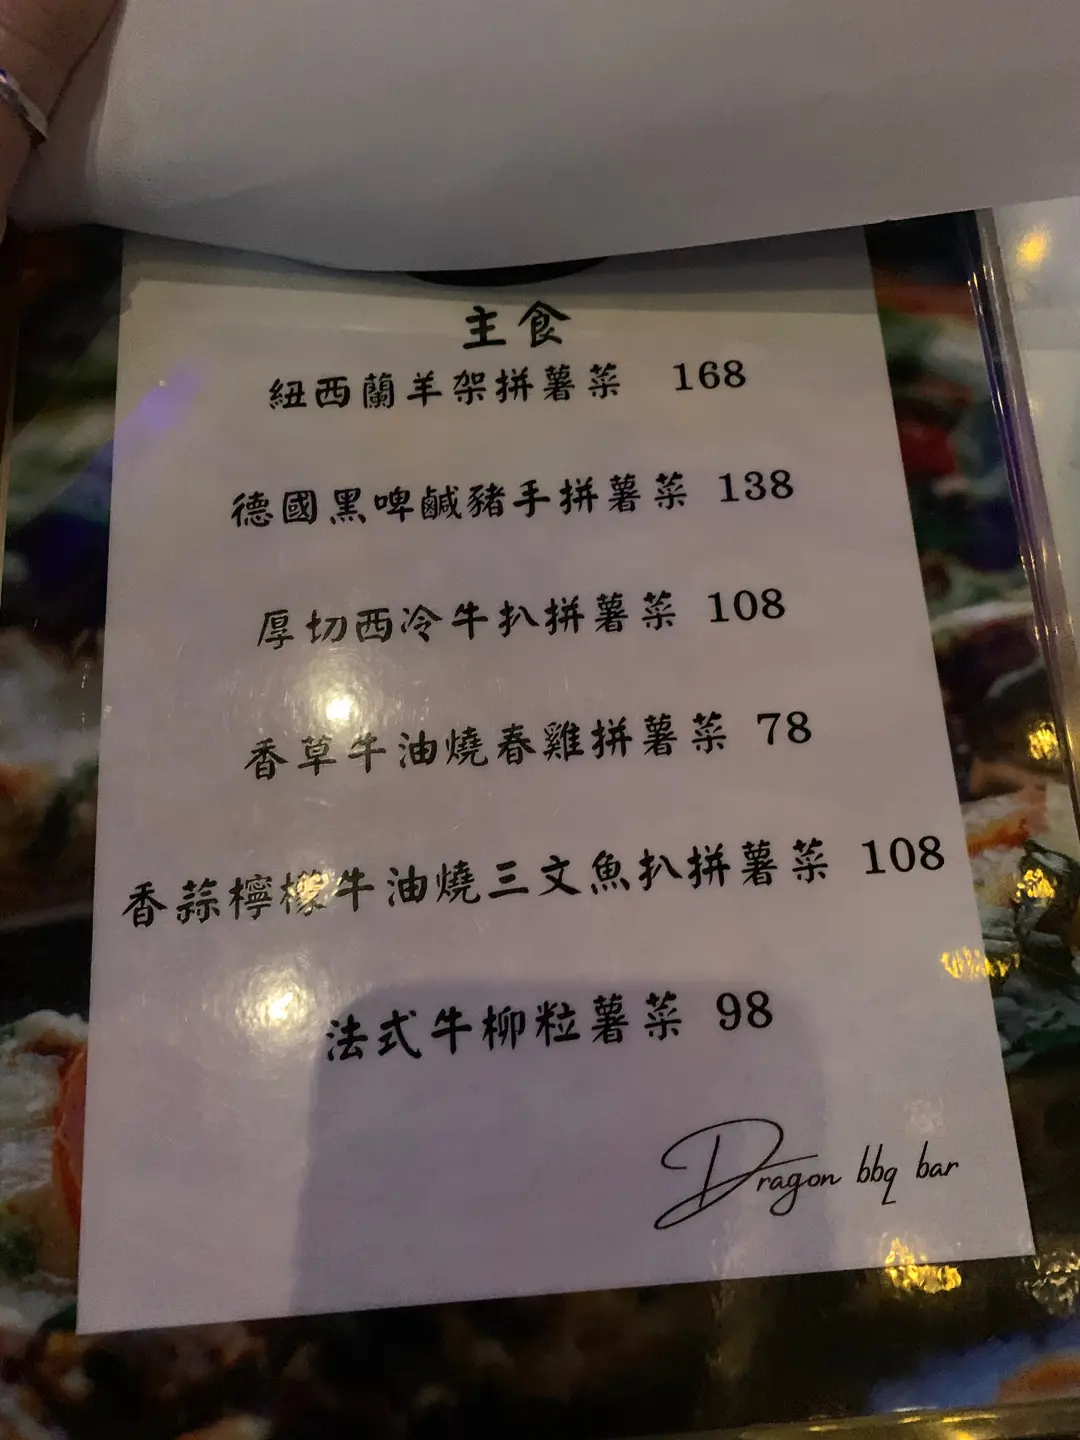 主食
紐西蘭羊架拼薯菜 168
德國黑啤鹹豬手拼薯菜 138
厚切西冷牛扒拼薯菜 108
香草牛油燒春雞拼薯菜 78
香蒜檸檬牛油燒三文魚扒拼薯菜 108
法式牛柳粒薯菜 98
Dragon bbq bar